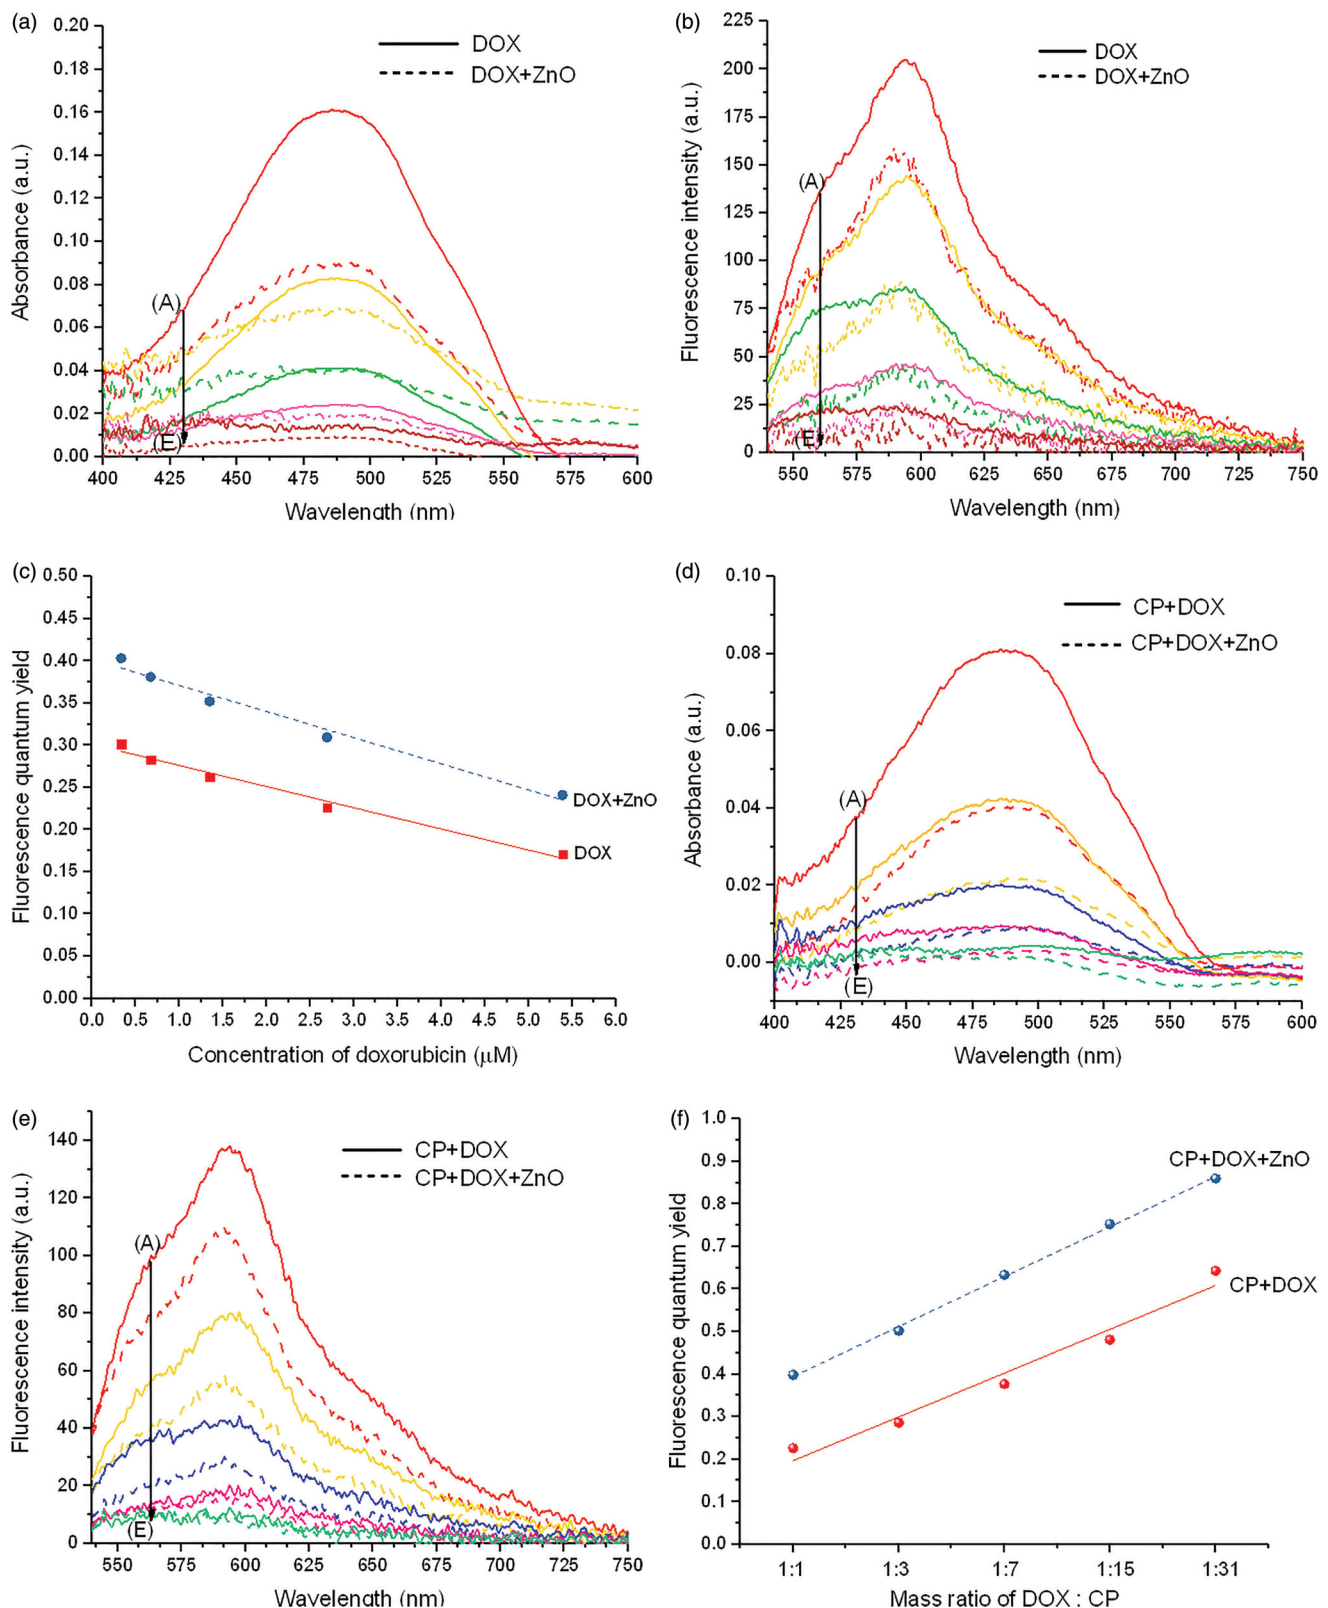 (a)
0.20
0.18
0.16
0.14
0.12
0.10
0.08
0.06
0.04
0.02
0.00
Absorbance (a.u.)
DOX
DOX+ZnO
(A)
(E)
400 425 450 475 500 525 550 575 600
Wavelength (nm)
(b)
225
200
175
150
125
100
75
50
25
0
Fluorescence intensity (a.u.)
DOX
DOX+ZnO
(A)
(E)
550 575 600 625 650 675 700 725 750
Wavelength (nm)
(c)
0.50
0.45
0.40
0.35
0.30
0.25
0.20
0.15
0.10
0.05
0.00
Fluorescence quantum yield
DOX+ZnO
DOX
0.0 0.5 1.0 1.5 2.0 2.5 3.0 3.5 4.0 4.5 5.0 5.5 6.0
Concentration of doxorubicin (μM)
(d)
0.10
0.08
0.06
0.04
0.02
0.00
Absorbance (a.u.)
CP+DOX
CP+DOX+ZnO
(A)
(E)
400 425 450 475 500 525 550 575 600
Wavelength (nm)
(e)
140
120
100
80
60
40
20
0
Fluorescence intensity (a.u.)
CP+DOX
CP+DOX+ZnO
(A)
(E)
550 575 600 625 650 675 700 725 750
Wavelength (nm)
(f)
1.0
0.9
0.8
0.7
0.6
0.5
0.4
0.3
0.2
0.1
0.0
Fluorescence quantum yield
CP+DOX+ZnO
CP+DOX
1:1 1:3 1:7 1:15 1:31
Mass ratio of DOX : CP